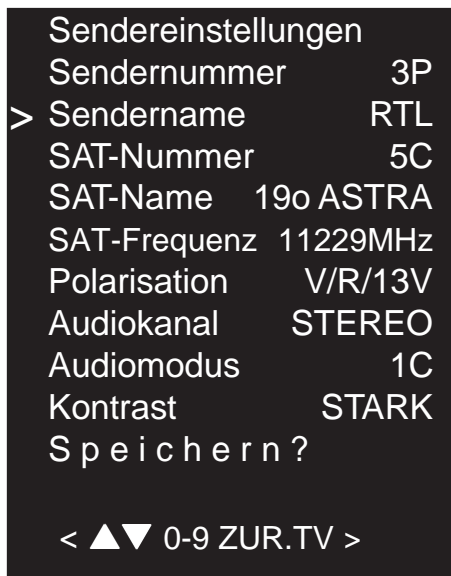 Sendereinstellungen
Sendernummer 3P
> Sendername RTL
SAT-Nummer 5C
SAT-Name 19o ASTRA
SAT-Frequenz 11229MHz
Polarisation V/R/13V
Audiokanal STEREO
Audiomodus 1C
Kontrast STARK
S p e i c h e r n ?
< ▲▼ 0-9 ZUR.TV >